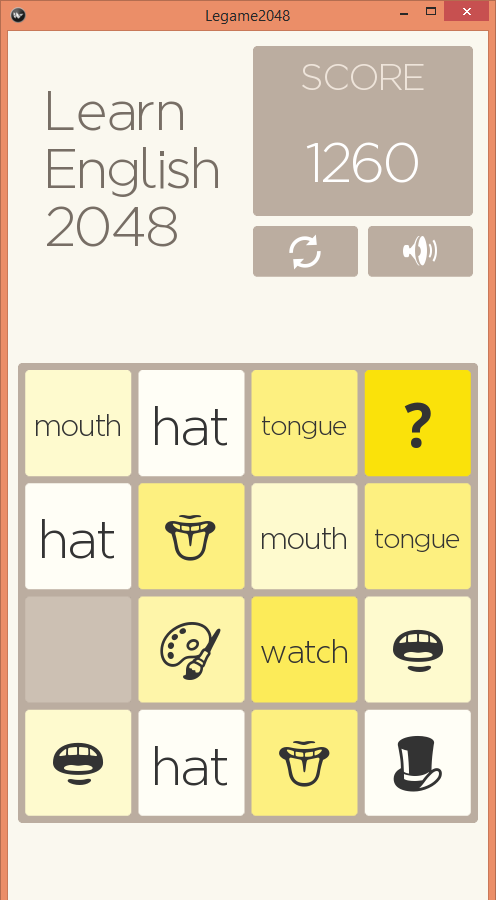 Legame2048
Learn
English
2048
SCORE
1260
mouth hat tongue ?
hat mouth tongue
watch
hat